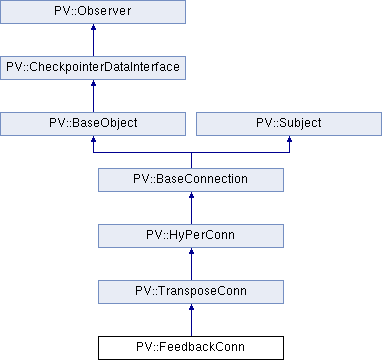 PV::Observer
PV::CheckpointerDataInterface
PV::BaseObject
PV::Subject
PV::BaseConnection
PV::HyPerConn
PV::TransposeConn
PV::FeedbackConn